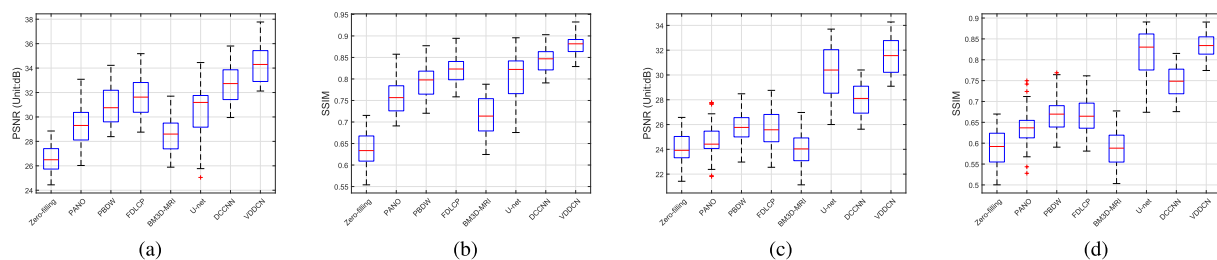 PSNR (Unit:dB)
38
36
34
32
30
28
26
24
Zero-filling
PANO
PBDW
FDLCP
BM3D-MRI
U-net
DCCNN
VDDCN
(a)
SSIM
0.95
0.9
0.85
0.8
0.75
0.7
0.65
0.6
0.55
Zero-filling
PANO
PBDW
FDLCP
BM3D-MRI
U-net
DCCNN
VDDCN
(b)
PSNR (Unit:dB)
34
32
30
28
26
24
22
Zero-filling
PANO
PBDW
FDLCP
BM3D-MRI
U-net
DCCNN
VDDCN
(c)
SSIM
0.9
0.85
0.8
0.75
0.7
0.65
0.6
0.55
0.5
Zero-filling
PANO
PBDW
FDLCP
BM3D-MRI
U-net
DCCNN
VDDCN
(d)